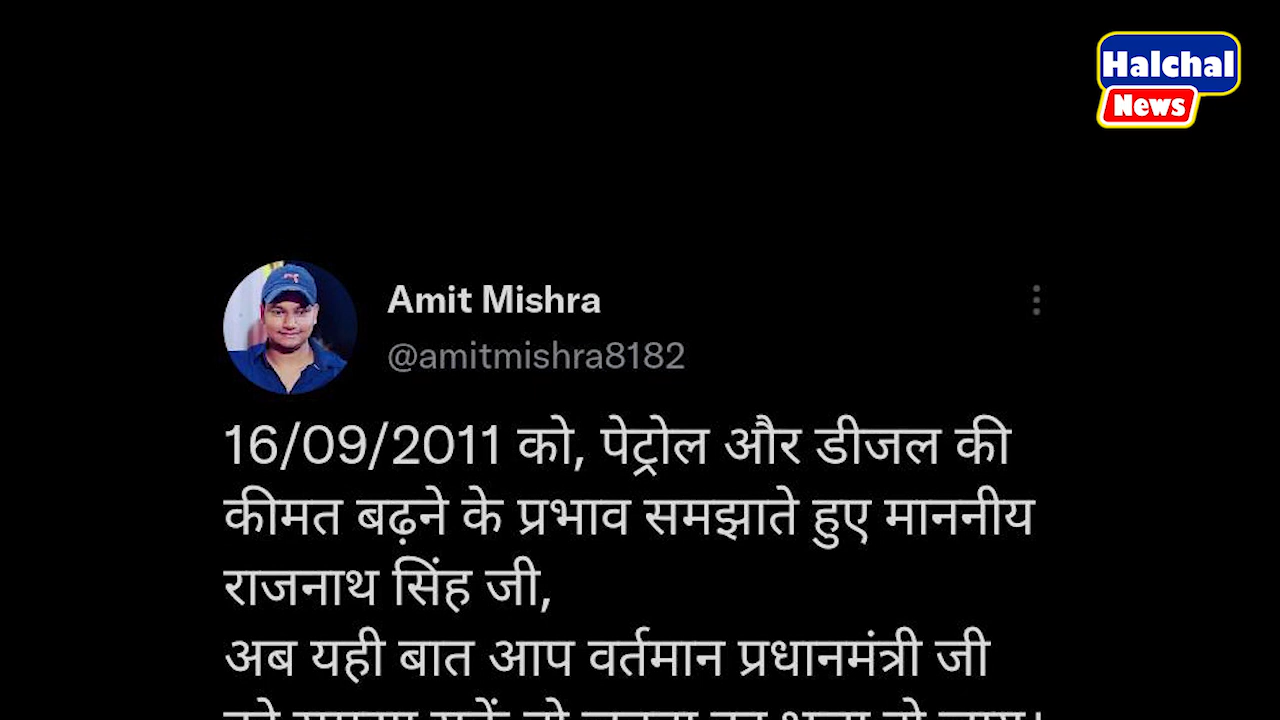 Halchal
News
Amit Mishra
@amitmishra8182
16/09/2011 को, पेट्रोल और डीजल की
कीमत बढ़ने के प्रभाव समझाते हुए माननीय
राजनाथ सिंह जी,
अब यही बात आप वर्तमान प्रधानमंत्री जी